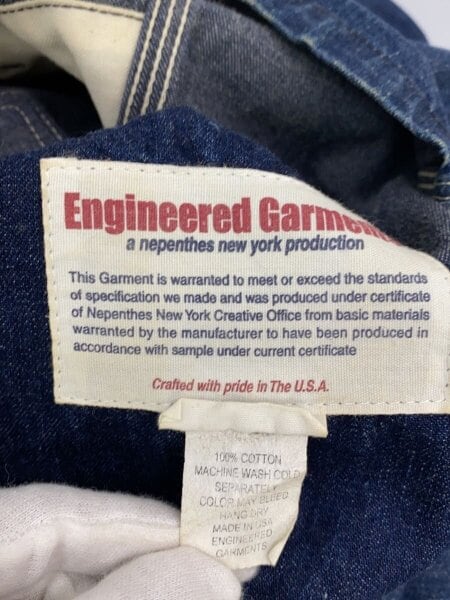 Engineered Garments
a nepenthes new york production
This Garment is warranted to meet or exceed the standards
of specification we made and was produced under certificate
of Nepenthes New York Creative Office from basic materials
warranted by the manufacturer to have been produced in
accordance with sample under current certificate
Crafted with pride in The U.S.A.
100% COTTON
MACHINE WASH COLD
SEPARATELY
COLOR MAY BLEED
HANG DRY
MADE IN USA
ENGINEERED
GARMENTS